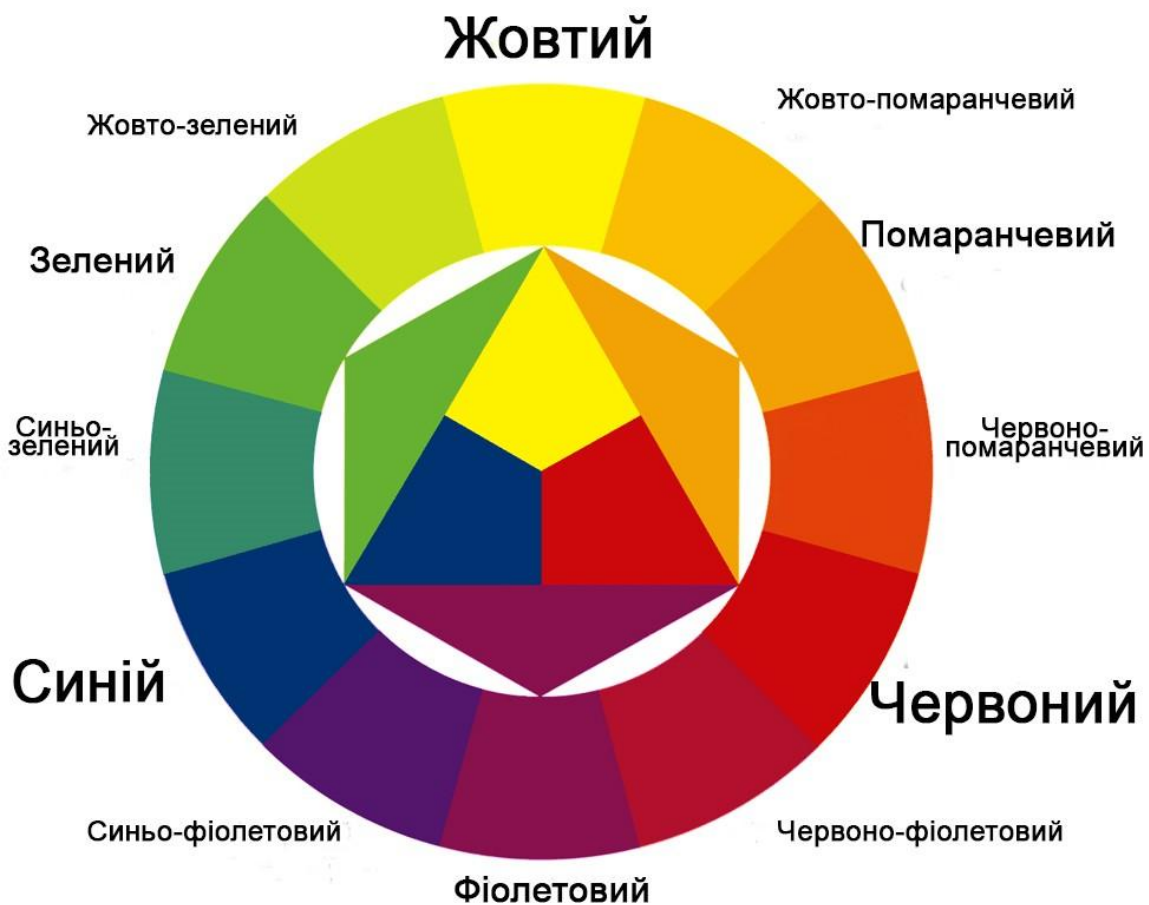 Жовтий
Жовто-помаранчевий
Жовто-зелений
Помаранчевий
Зелений
Синьо-
зелений
Червоно-
помаранчевий
Синій
Червоний
Синьо-фіолетовий
Червоно-фіолетовий
Фіолетовий